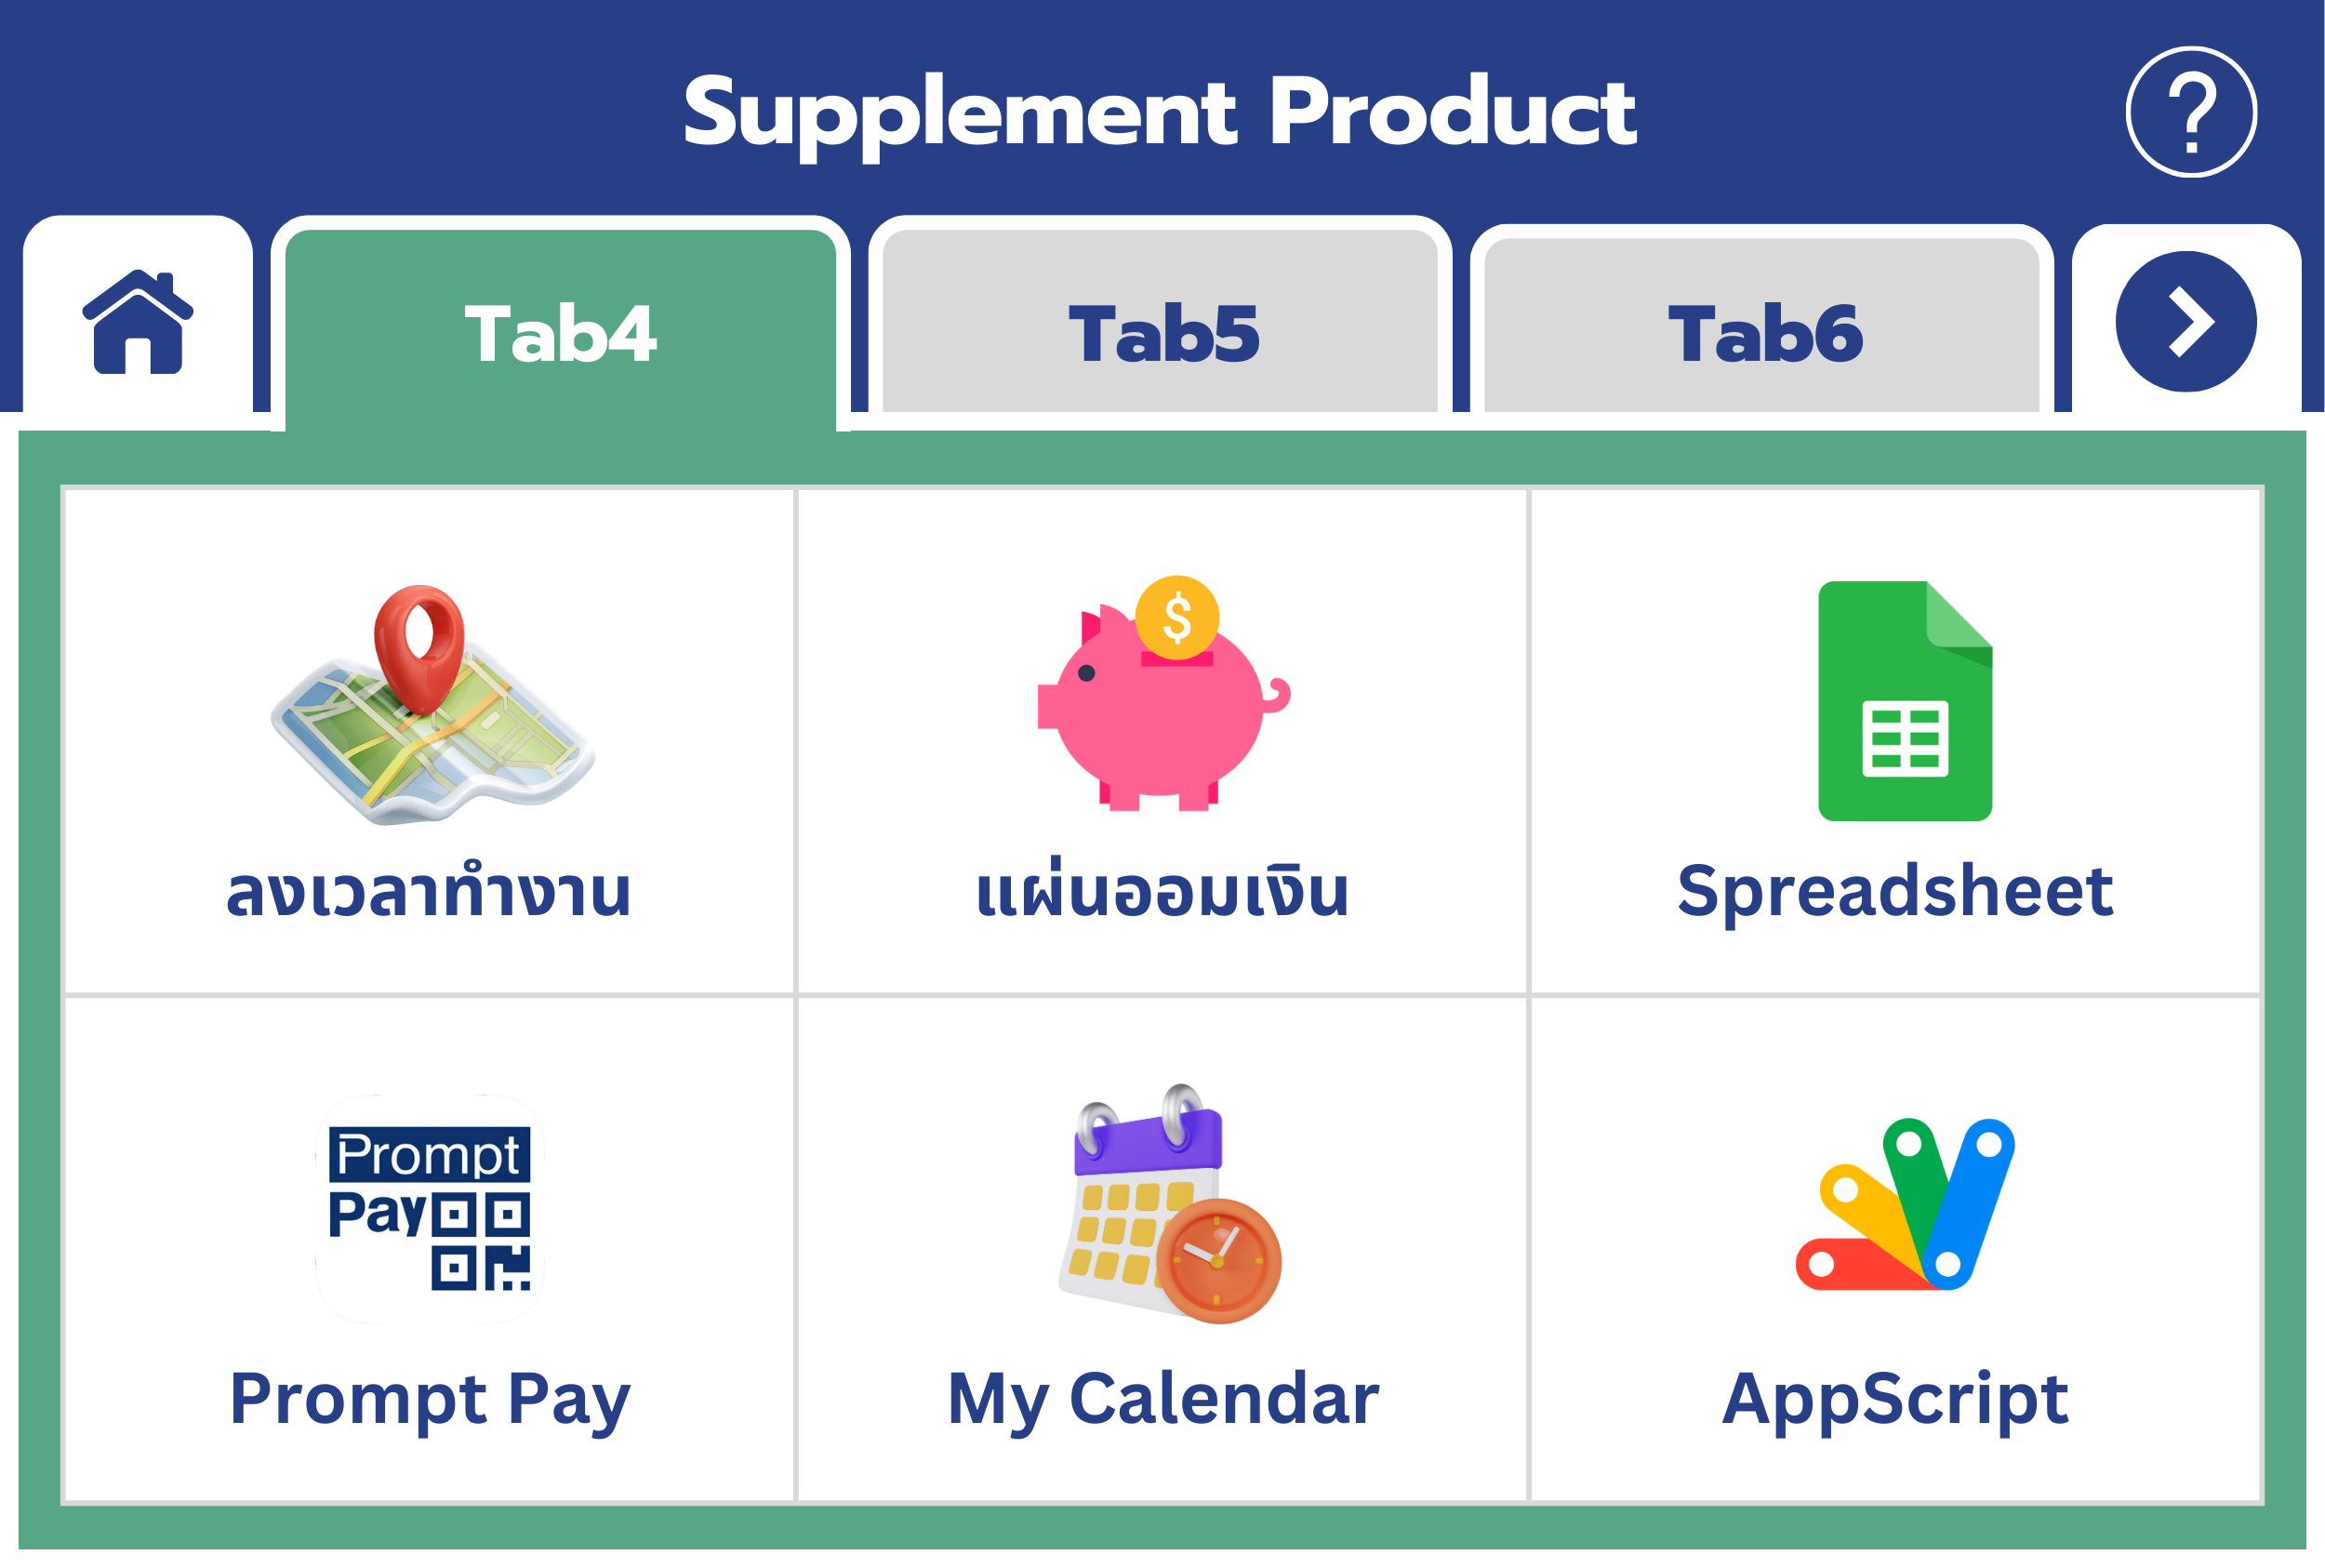 Supplement Product
?
Tab4
Tab5
Tab6
$
ลงเวลาทำงาน
แผ่นออมเงิน
Spreadsheet
Prompt
Pay
Prompt Pay
My Calendar
AppScript